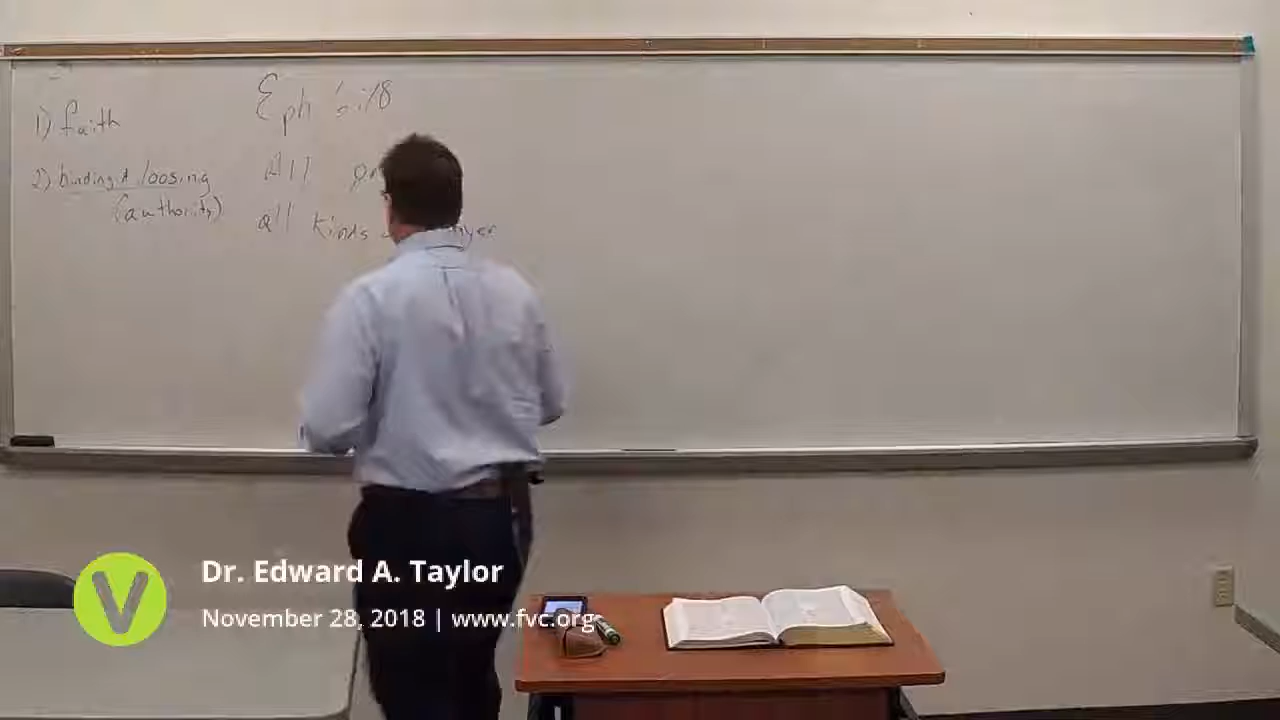 1) faith
2) binding & loosing
(authority)
Eph 6:18
All
all kinds
Dr. Edward A. Taylor
November 28, 2018 | www.fvc.org
V